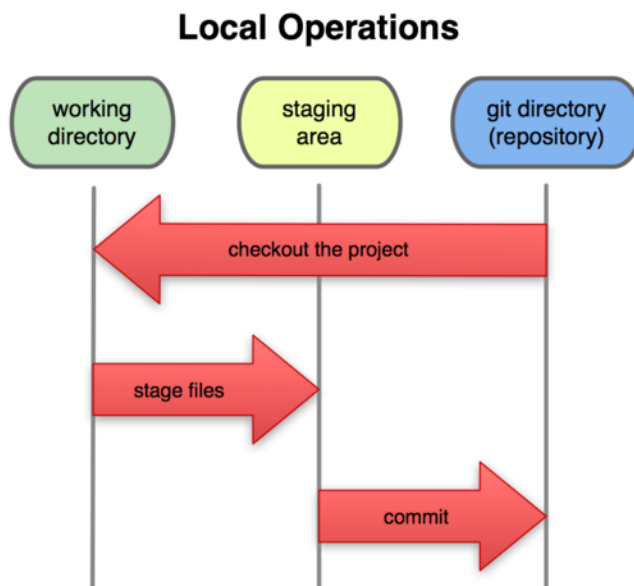 Local Operations
working
directory
staging
area
git directory
(repository)
checkout the project
stage files
commit